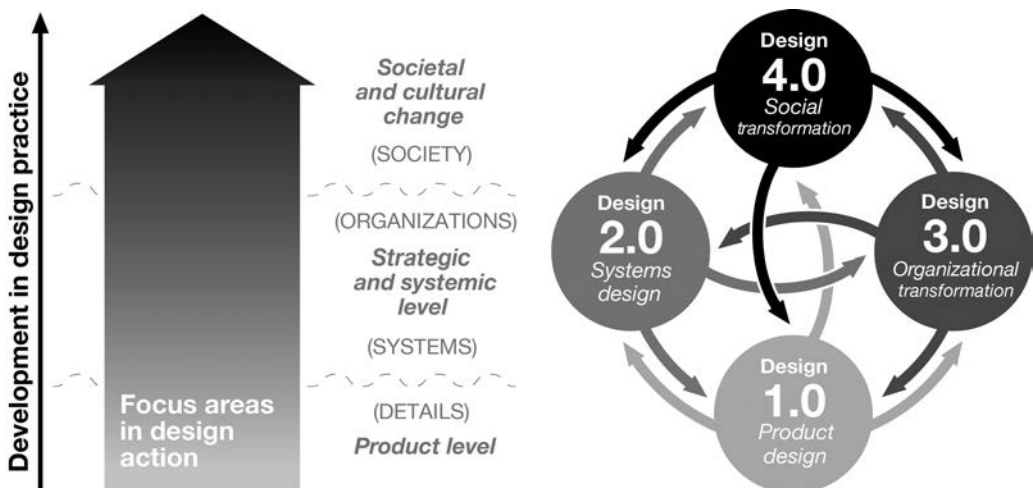 Development in design practice
Societal
and cultural
change
(SOCIETY)
(ORGANIZATIONS)
Strategic
and systemic
level
(SYSTEMS)
(DETAILS)
Product level
Focus areas
in design
action
Design
4.0
Social
transformation
Design
2.0
Systems
design
Design
3.0
Organizational
transformation
Design
1.0
Product
design